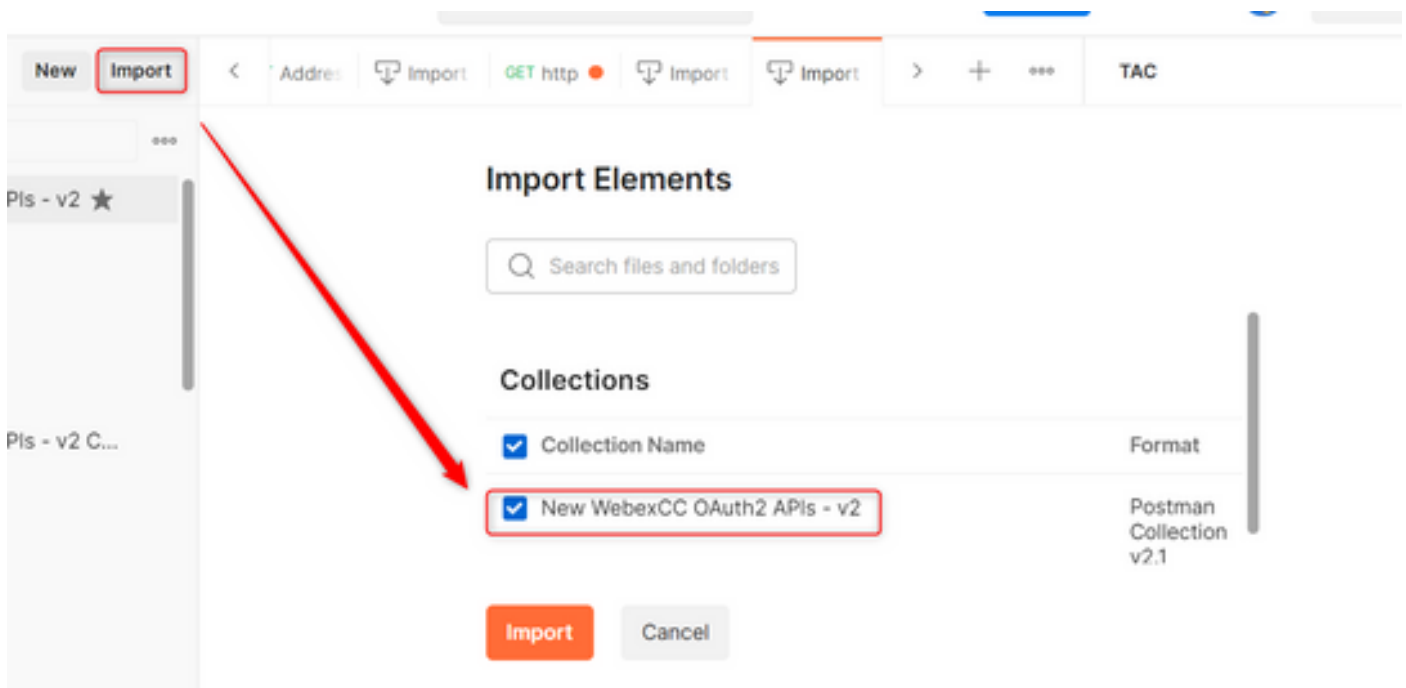 New Import
Addres Import GET http Import Import TAC
PIs - v2
Import Elements
Search files and folders
Collections
PIs - v2 C...
Collection Name Format
New WebexCC OAuth2 APIs - v2 Postman
Collection
v2.1
Import Cancel